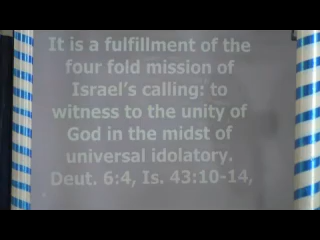 It is a fulfillment of the
four fold mission of
Israel's calling: to
witness to the unity of
God in the midst of
universal idolatory.
Deut. 6:4, Is. 43:10-14,